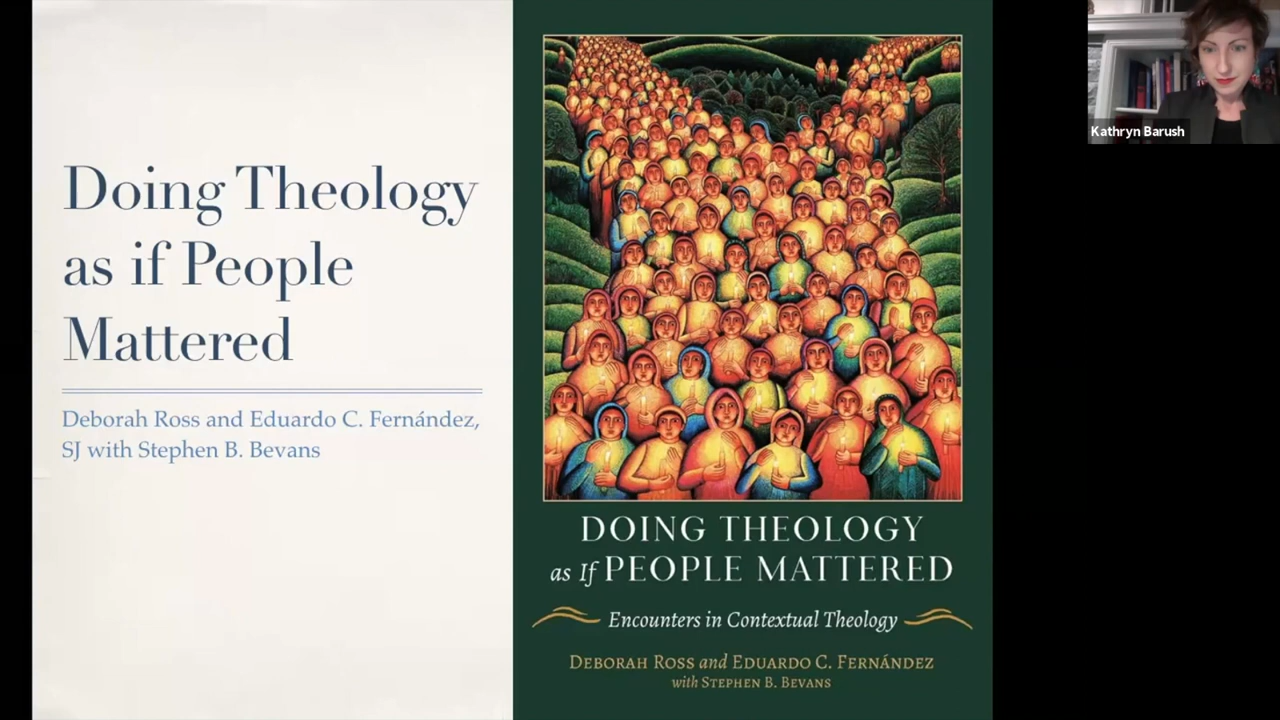 Doing Theology
as if People
Mattered
Deborah Ross and Eduardo C. Fernández,
SJ with Stephen B. Bevans
DOING THEOLOGY
as If PEOPLE MATTERED
Encounters in Contextual Theology
DEBORAH ROSS and EDUARDO C. FERNÁNDEZ
with STEPHEN B. BEVANS
Kathryn Barush